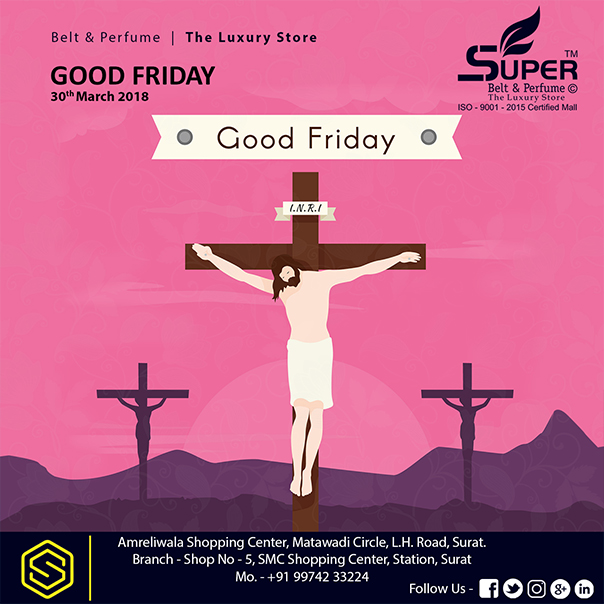 Belt & Perfume | The Luxury Store
GOOD FRIDAY
30th March 2018
SUPER TM
Belt & Perfume ©
The Luxury Store
ISO - 9001 - 2015 Certified Mall
Good Friday
I.N.R.I
Amreliwala Shopping Center, Matawadi Circle, L.H. Road, Surat.
Branch - Shop No - 5, SMC Shopping Center, Station, Surat
Mo. - +91 99742 33224
Follow Us -